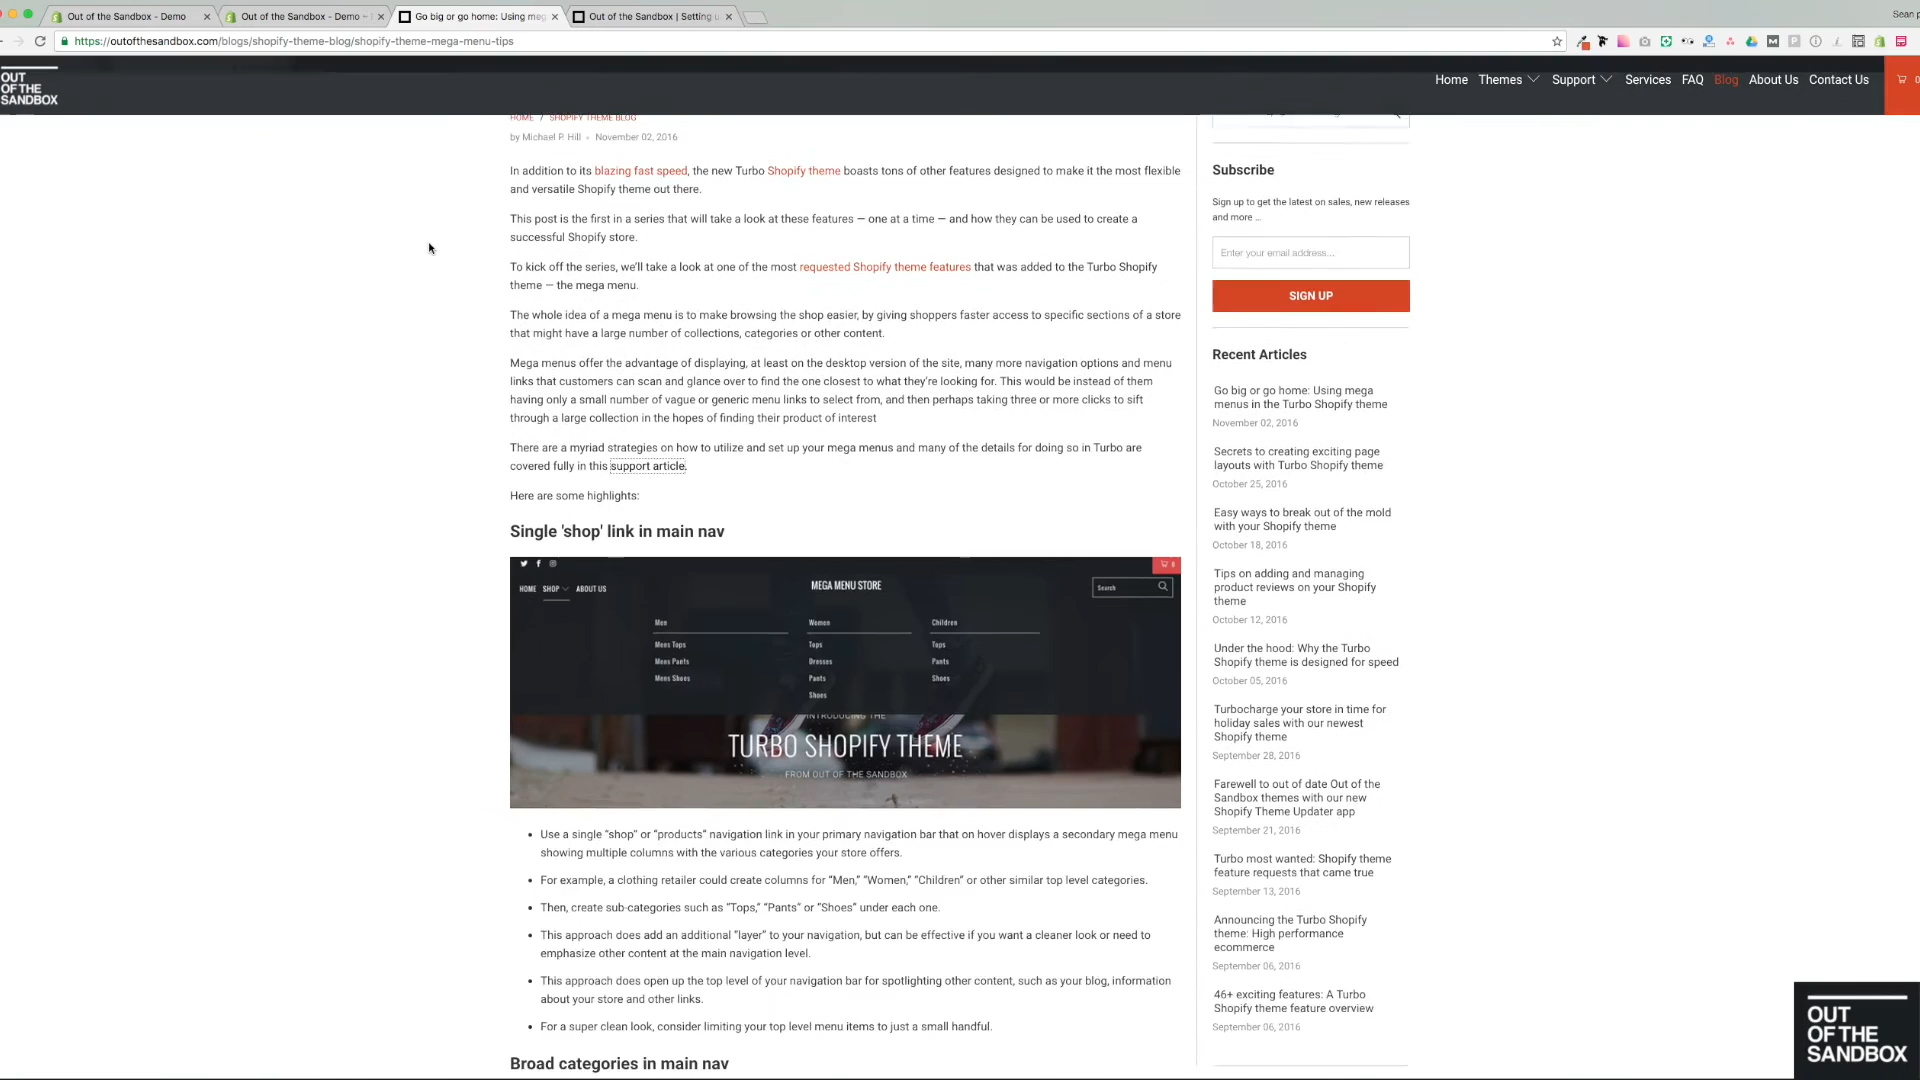 Out of the Sandbox - Demo
Out of the Sandbox - Demo -
Go big or go home: Using meg
Out of the Sandbox | Setting u
Sean p
https://outofthesandbox.com/blogs/shopify-theme-blog/shopify-theme-mega-menu-tips
OUT
OF THE
SANDBOX
Home Themes Support Services FAQ Blog About Us Contact Us 0
HOME / SHOPIFY THEME BLOG
by Michael P. Hill • November 02, 2016
In addition to its blazing fast speed, the new Turbo Shopify theme boasts tons of other features designed to make it the most flexible
and versatile Shopify theme out there.
This post is the first in a series that will take a look at these features — one at a time — and how they can be used to create a
successful Shopify store.
To kick off the series, we'll take a look at one of the most requested Shopify theme features that was added to the Turbo Shopify
theme — the mega menu.
The whole idea of a mega menu is to make browsing the shop easier, by giving shoppers faster access to specific sections of a store
that might have a large number of collections, categories or other content.
Mega menus offer the advantage of displaying, at least on the desktop version of the site, many more navigation options and menu
links that customers can scan and glance over to find the one closest to what they're looking for. This would be instead of them
having only a small number of vague or generic menu links to select from, and then perhaps taking three or more clicks to sift
through a large collection in the hopes of finding their product of interest
There are a myriad strategies on how to utilize and set up your mega menus and many of the details for doing so in Turbo are
covered fully in this support article.
Here are some highlights:
Single 'shop' link in main nav
HOME SHOP ABOUT US
MEGA MENU STORE
Search
0
Men Women Children
Mens Tops Tops Tops
Mens Pants Dresses Pants
Mens Shoes Pants Shoes
Shoes
INTRODUCING THE
TURBO SHOPIFY THEME
FROM OUT OF THE SANDBOX
• Use a single “shop” or “products” navigation link in your primary navigation bar that on hover displays a secondary mega menu
showing multiple columns with the various categories your store offers.
• For example, a clothing retailer could create columns for “Men,” “Women,” “Children” or other similar top level categories.
• Then, create sub-categories such as “Tops,” “Pants” or “Shoes” under each one.
• This approach does add an additional “layer” to your navigation, but can be effective if you want a cleaner look or need to
emphasize other content at the main navigation level.
• This approach does open up the top level of your navigation bar for spotlighting other content, such as your blog, information
about your store and other links.
• For a super clean look, consider limiting your top level menu items to just a small handful.
Broad categories in main nav
Subscribe
Sign up to get the latest on sales, new releases
and more ...
Enter your email address...
SIGN UP
Recent Articles
Go big or go home: Using mega
menus in the Turbo Shopify theme
November 02, 2016
Secrets to creating exciting page
layouts with Turbo Shopify theme
October 25, 2016
Easy ways to break out of the mold
with your Shopify theme
October 18, 2016
Tips on adding and managing
product reviews on your Shopify
theme
October 12, 2016
Under the hood: Why the Turbo
Shopify theme is designed for speed
October 05, 2016
Turbocharge your store in time for
holiday sales with our newest
Shopify theme
September 28, 2016
Farewell to out of date Out of the
Sandbox themes with our new
Shopify Theme Updater app
September 21, 2016
Turbo most wanted: Shopify theme
feature requests that came true
September 13, 2016
Announcing the Turbo Shopify
theme: High performance
ecommerce
September 06, 2016
46+ exciting features: A Turbo
Shopify theme feature overview
September 06, 2016
OUT
OF THE
SANDBOX